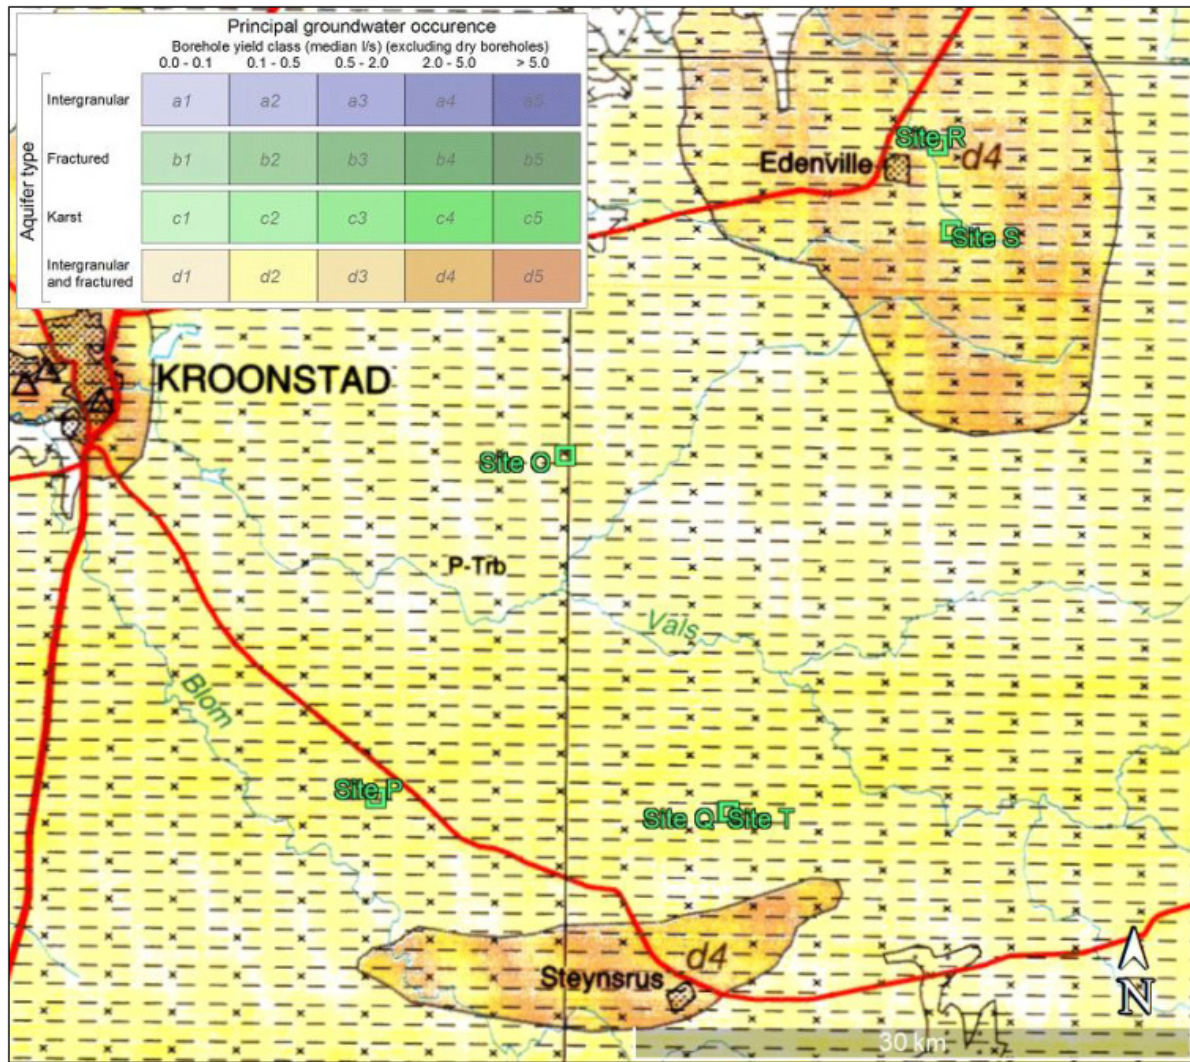 Principal groundwater occurence
Borehole yield class (median l/s) (excluding dry boreholes)
0.0 - 0.1 0.1 - 0.5 0.5 - 2.0 2.0 - 5.0 > 5.0
Aquifer type
Intergranular a1 a2 a3 a4 a5
Fractured b1 b2 b3 b4 b5
Karst c1 c2 c3 c4 c5
Intergranular
and fractured d1 d2 d3 d4 d5
Site R
Edenville d4
Site S
KROONSTAD
Site O
P-Trb
Vals
Blom
Site P
Site Q Site T
d4
Steynsrus
N
30 km